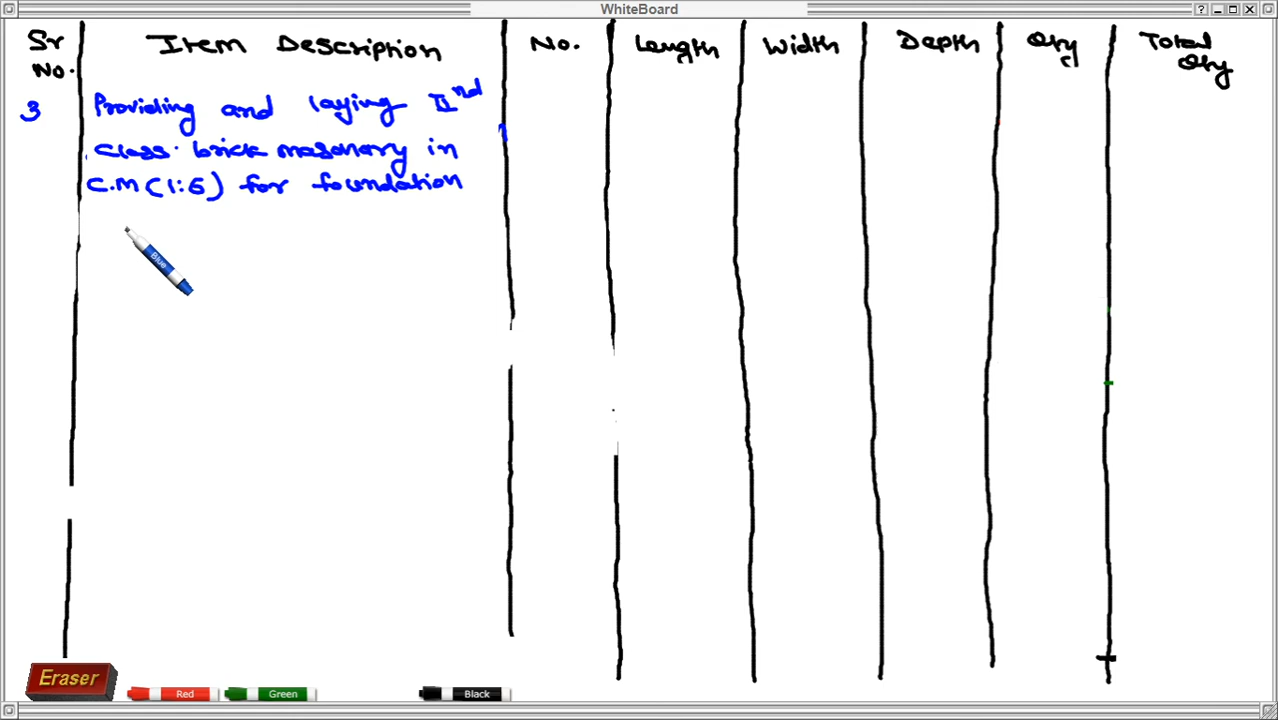 WhiteBoard
Sr No. Item Description No. Length Width Depth Qty Total Qty
3 Providing and laying IInd
class brick masonary in
C.M (1:6) for foundation
Blue
Eraser Red Green Black